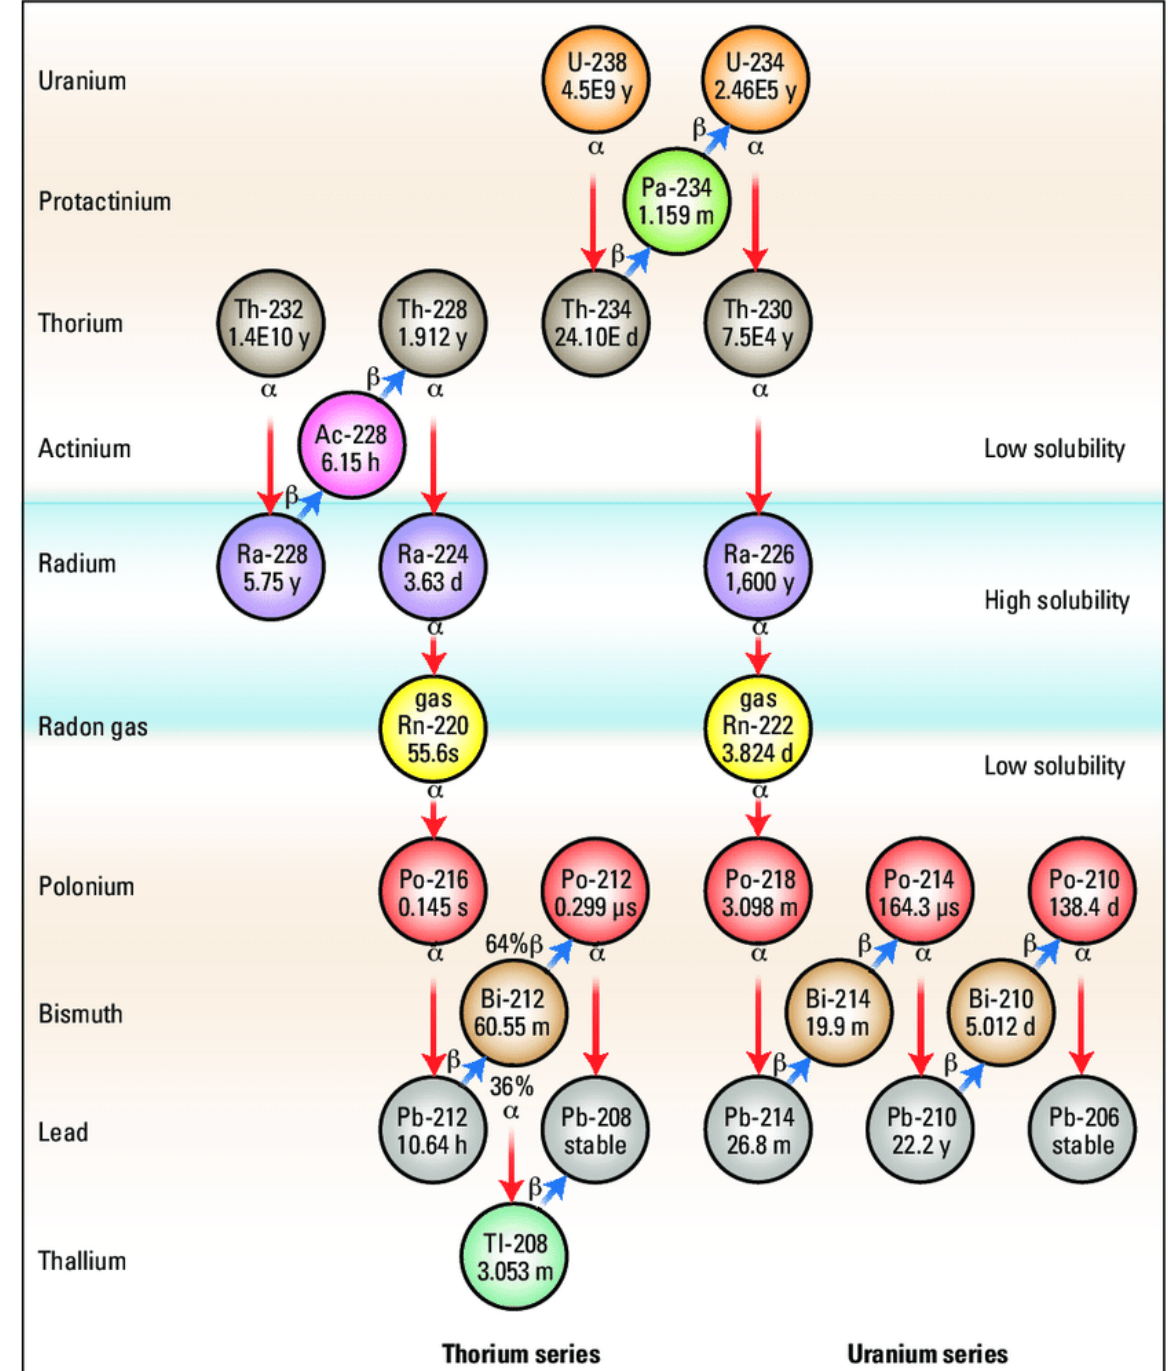 Uranium
U-238
4.5E9 y
α
U-234
2.46E5 y
α
β
Protactinium
Pa-234
1.159 m
β
Thorium
Th-232
1.4E10 y
α
Th-228
1.912 y
α
Th-234
24.10E d
Th-230
7.5E4 y
α
β
Actinium
Ac-228
6.15 h
Low solubility
β
Radium
Ra-228
5.75 y
Ra-224
3.63 d
α
Ra-226
1,600 y
α
High solubility
Radon gas
gas
Rn-220
55.6s
α
gas
Rn-222
3.824 d
α
Low solubility
Polonium
Po-216
0.145 s
α
Po-212
0.299 µs
α
Po-218
3.098 m
α
Po-214
164.3 µs
α
Po-210
138.4 d
α
64%β
β
β
Bismuth
Bi-212
60.55 m
Bi-214
19.9 m
Bi-210
5.012 d
β
36%
α
β
β
Lead
Pb-212
10.64 h
Pb-208
stable
Pb-214
26.8 m
Pb-210
22.2 y
Pb-206
stable
β
Thallium
Tl-208
3.053 m
Thorium series
Uranium series